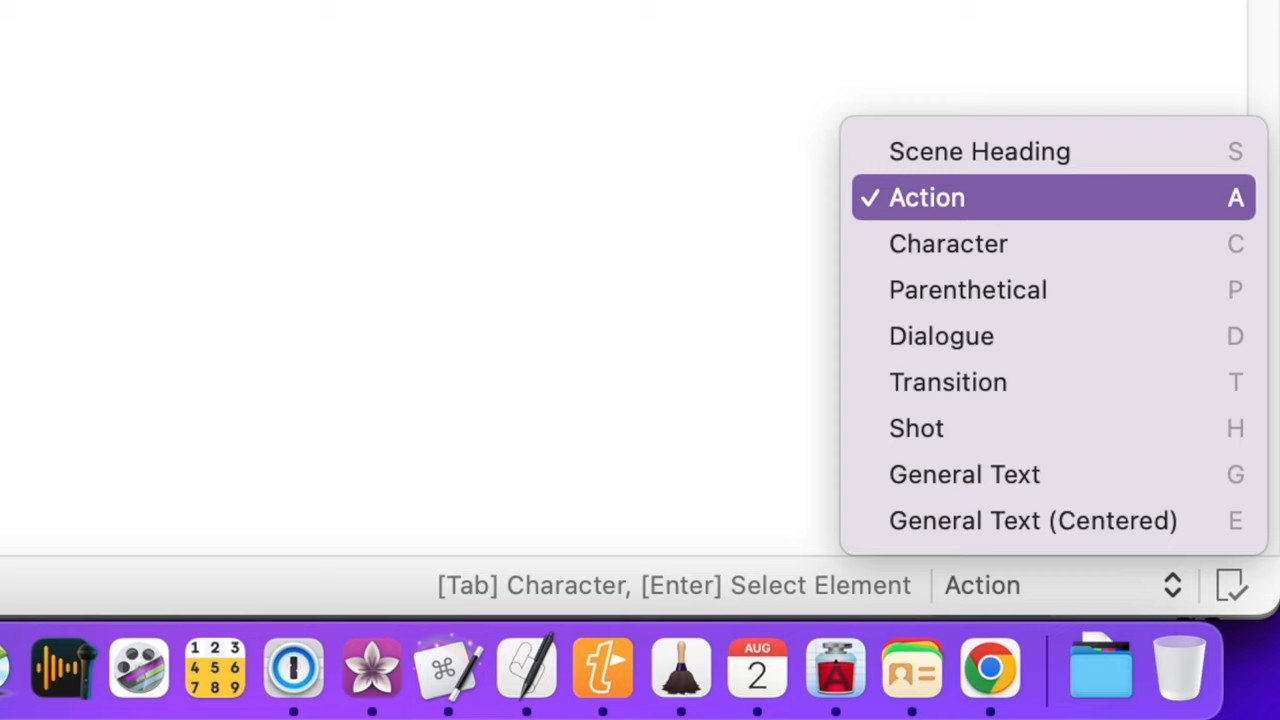 Scene Heading S
✓ Action A
Character C
Parenthetical P
Dialogue D
Transition T
Shot H
General Text G
General Text (Centered) E
[Tab] Character, [Enter] Select Element Action
1 2 3
4 5 6
7 8 9
⌘
t
AUG
2
A